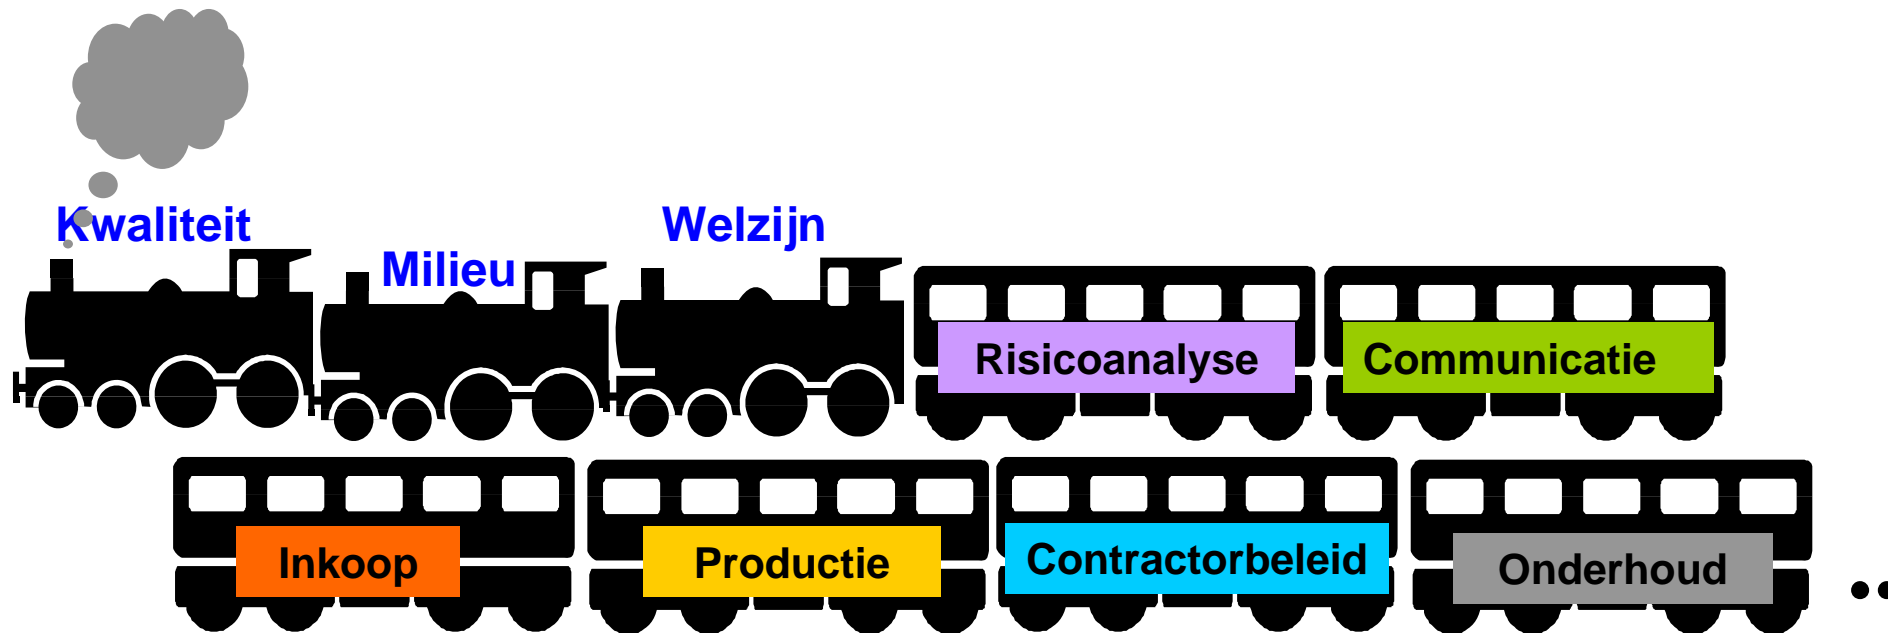 Kwaliteit
Milieu
Welzijn
Risicoanalyse
Communicatie
Inkoop
Productie
Contractorbeleid
Onderhoud
..